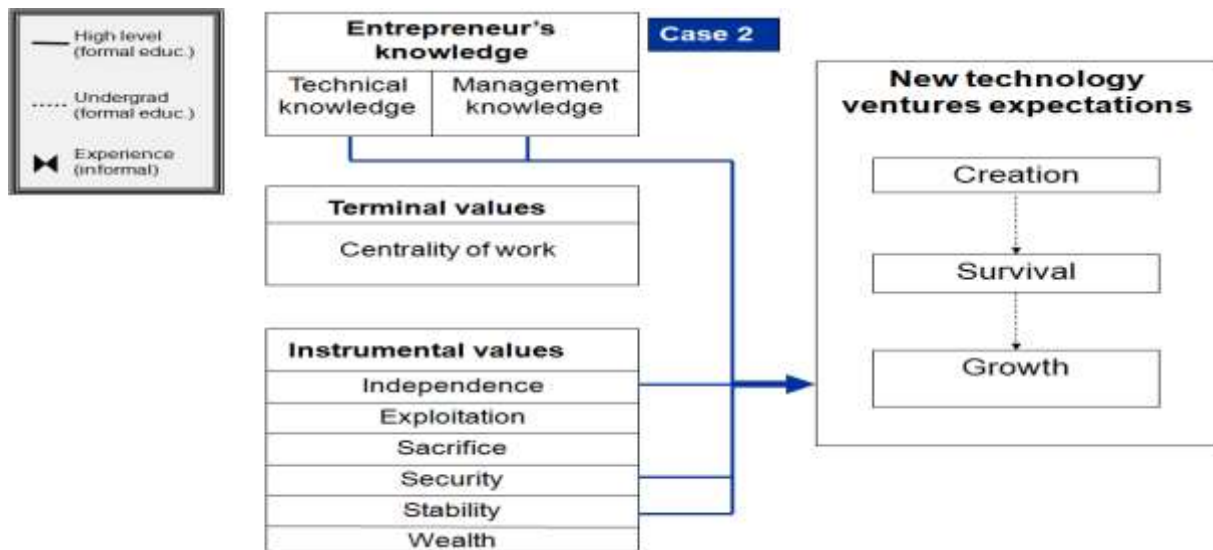 High level
(formal educ.)
Undergrad
(formal educ.)
Experience
(informal)
Entrepreneur's
knowledge
Technical
knowledge
Management
knowledge
Case 2
Terminal values
Centrality of work
Instrumental values
Independence
Exploitation
Sacrifice
Security
Stability
Wealth
New technology
ventures expectations
Creation
Survival
Growth